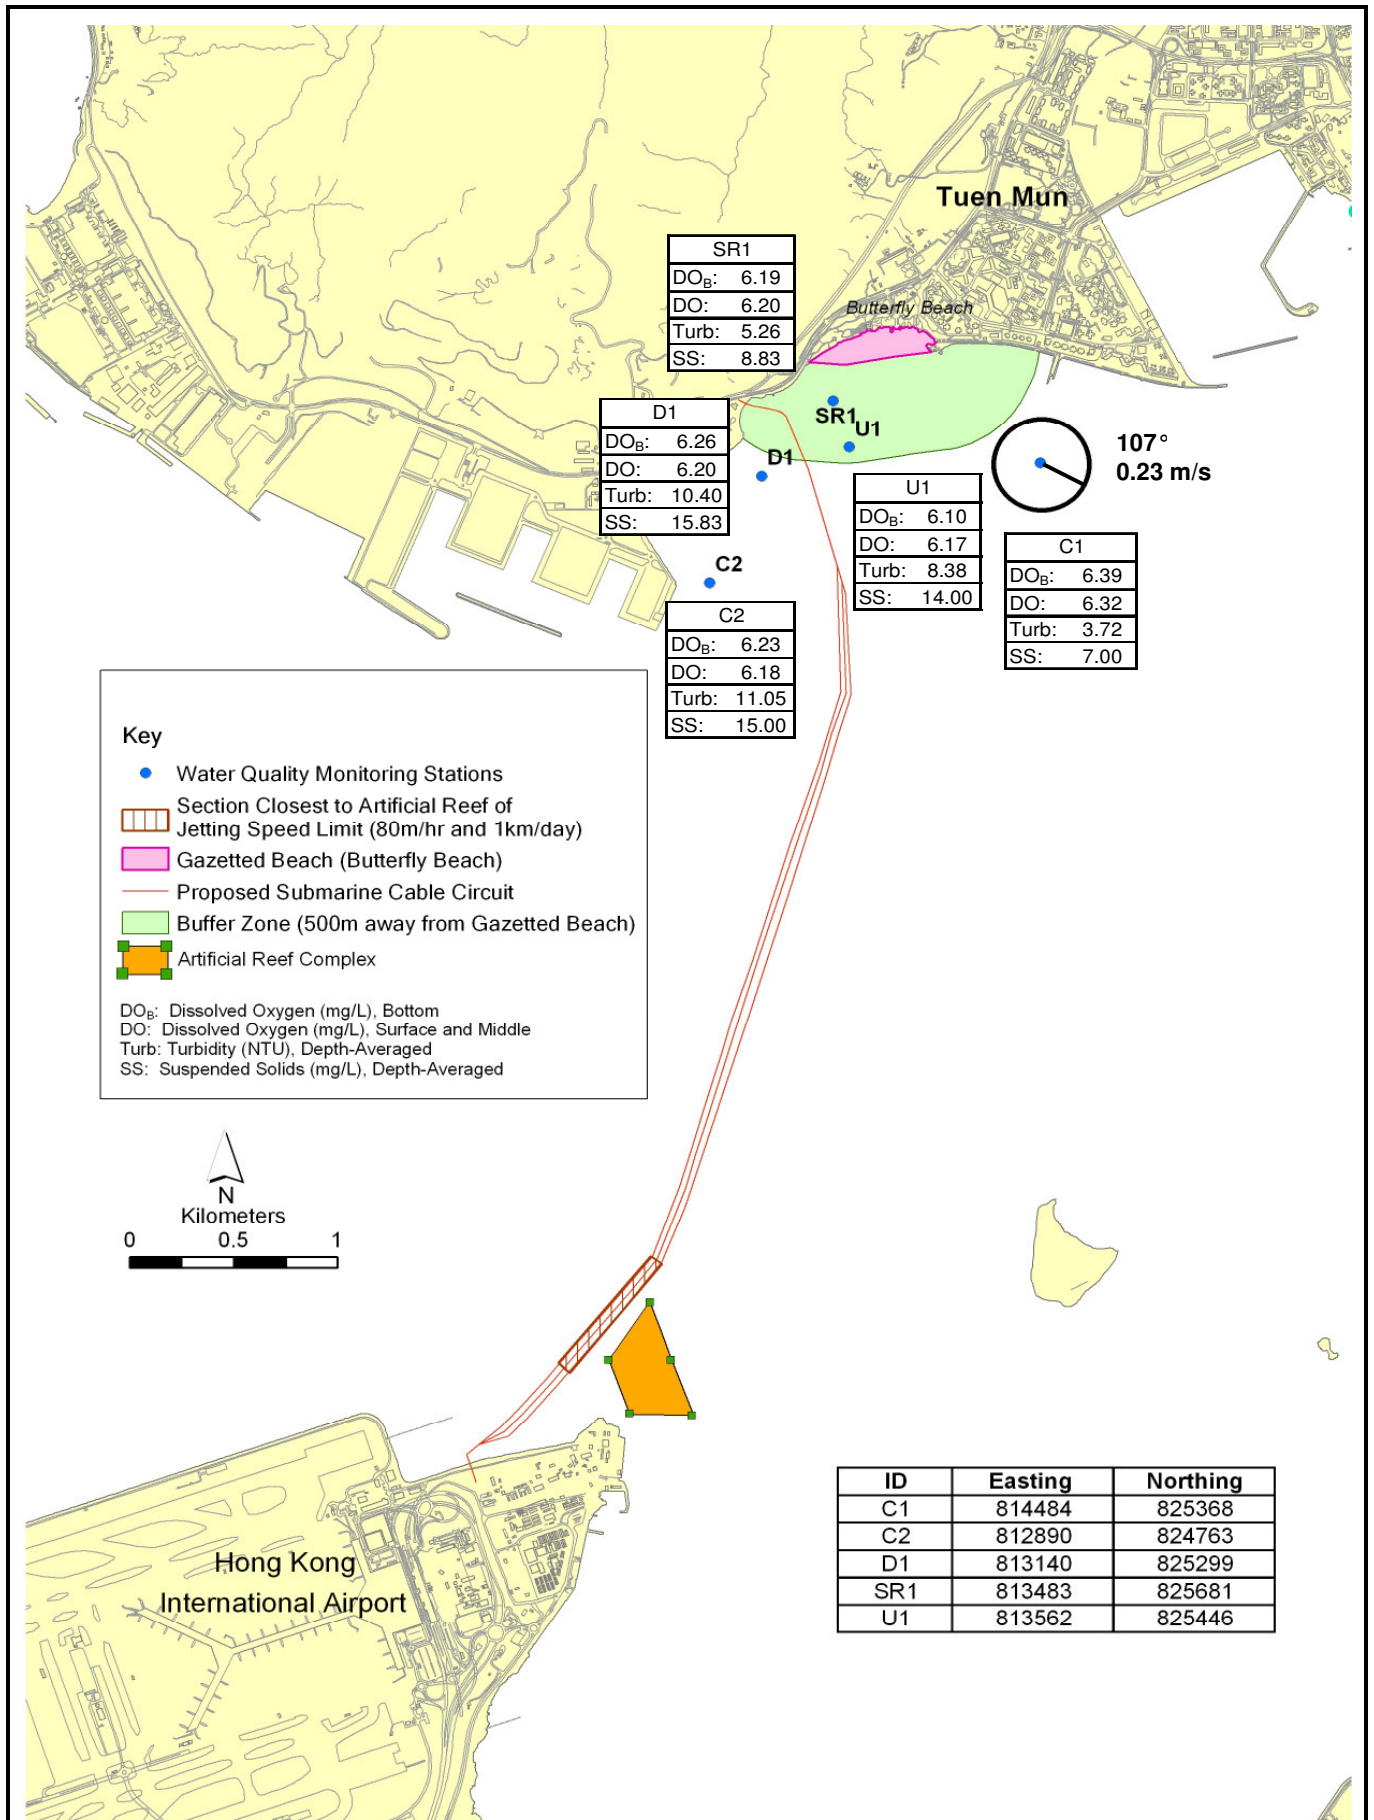 Tuen Mun
SR1
DOB: 6.19
DO: 6.20
Turb: 5.26
SS: 8.83
Butterfly Beach
D1
DOB: 6.26
DO: 6.20
Turb: 10.40
SS: 15.83
SR1
U1
D1
107°
0.23 m/s
U1
DOB: 6.10
DO: 6.17
Turb: 8.38
SS: 14.00
C1
DOB: 6.39
DO: 6.32
Turb: 3.72
SS: 7.00
C2
C2
DOB: 6.23
DO: 6.18
Turb: 11.05
SS: 15.00
Key
Water Quality Monitoring Stations
Section Closest to Artificial Reef of
Jetting Speed Limit (80m/hr and 1km/day)
Gazetted Beach (Butterfly Beach)
Proposed Submarine Cable Circuit
Buffer Zone (500m away from Gazetted Beach)
Artificial Reef Complex
DOB: Dissolved Oxygen (mg/L), Bottom
DO: Dissolved Oxygen (mg/L), Surface and Middle
Turb: Turbidity (NTU), Depth-Averaged
SS: Suspended Solids (mg/L), Depth-Averaged
N
Kilometers
0 0.5 1
ID Easting Northing
C1 814484 825368
C2 812890 824763
D1 813140 825299
SR1 813483 825681
U1 813562 825446
Hong Kong
International Airport